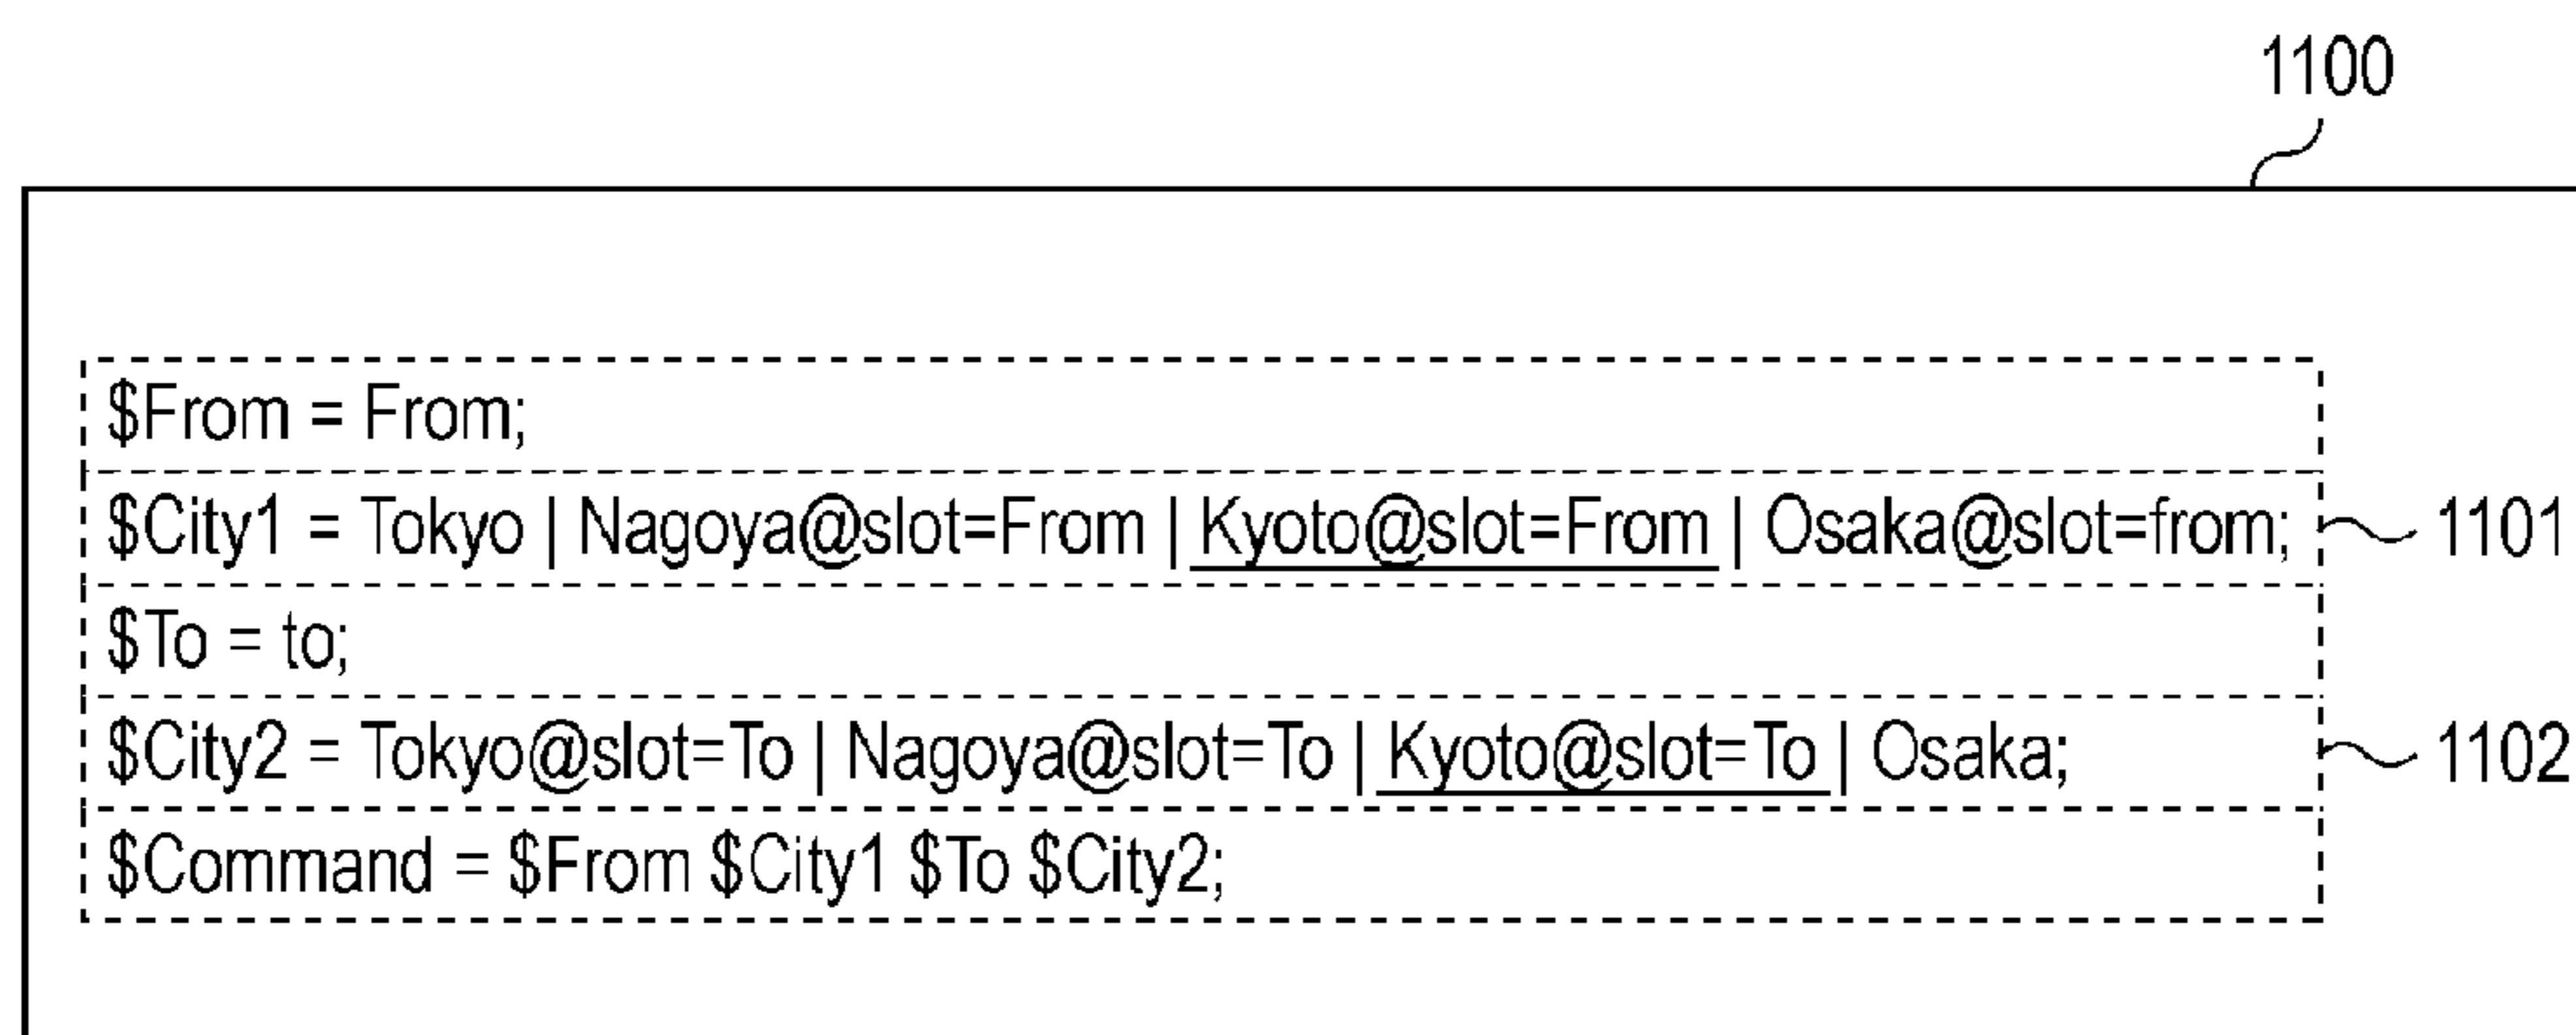 1100
$From = From;
$City1 = Tokyo | Nagoya@slot=From | Kyoto@slot=From | Osaka@slot=from; 1101
$To = to;
$City2 = Tokyo@slot=To | Nagoya@slot=To | Kyoto@slot=To | Osaka; 1102
$Command = $From $City1 $To $City2;